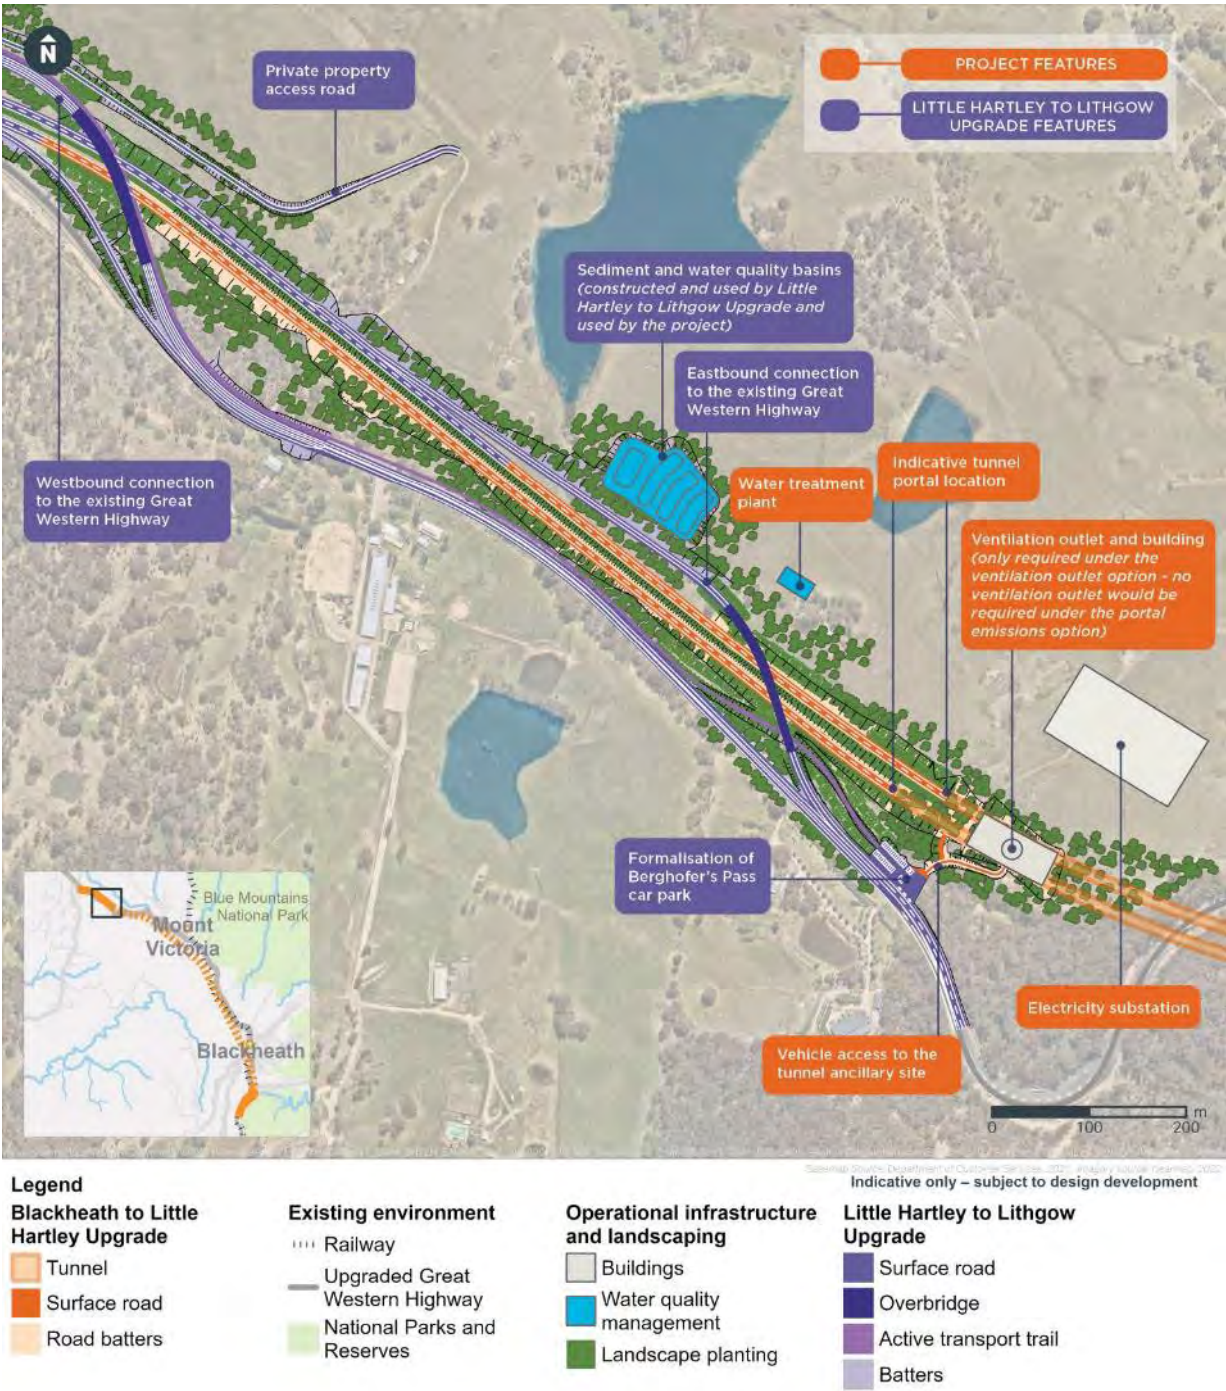 N
Private property
access road
PROJECT FEATURES
LITTLE HARTLEY TO LITHGOW
UPGRADE FEATURES
Sediment and water quality basins
(constructed and used by Little
Hartley to Lithgow Upgrade and
used by the project)
Eastbound connection
to the existing Great
Western Highway
Westbound connection
to the existing Great
Western Highway
Water treatment
plant
Indicative tunnel
portal location
Ventilation outlet and building
(only required under the
ventilation outlet option - no
ventilation outlet would be
required under the portal
emissions option)
Formalisation of
Berghofer's Pass
car park
Electricity substation
Vehicle access to the
tunnel ancillary site
Blue Mountains
National Park
Mount
Victoria
Blackheath
m
0 100 200
Indicative only – subject to design development
Legend
Blackheath to Little
Hartley Upgrade
Tunnel
Surface road
Road batters
Existing environment
Railway
Upgraded Great
Western Highway
National Parks and
Reserves
Operational infrastructure
and landscaping
Buildings
Water quality
management
Landscape planting
Little Hartley to Lithgow
Upgrade
Surface road
Overbridge
Active transport trail
Batters